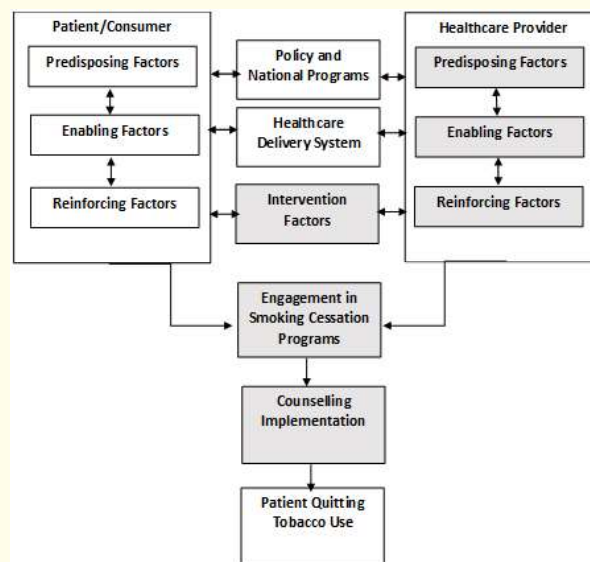 Patient/Consumer
Predisposing Factors
Enabling Factors
Reinforcing Factors
Policy and
National Programs
Healthcare
Delivery System
Intervention
Factors
Healthcare Provider
Predisposing Factors
Enabling Factors
Reinforcing Factors
Engagement in
Smoking Cessation
Programs
Counselling
Implementation
Patient Quitting
Tobacco Use